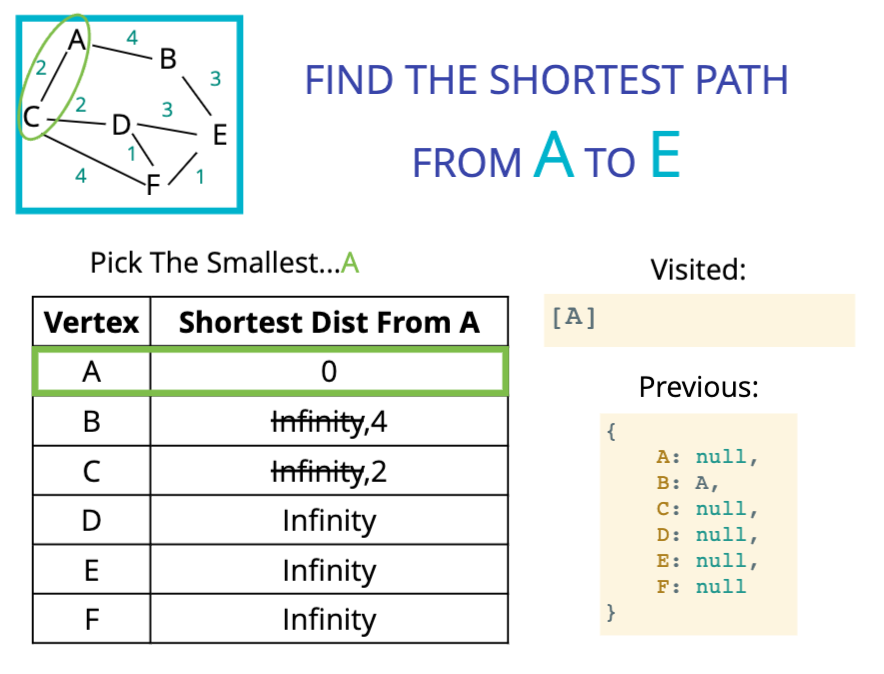 A 4 B
2 3
C 2 D 3 E
1
4 F 1
FIND THE SHORTEST PATH
FROM A TO E
Pick The Smallest...A
Vertex Shortest Dist From A
A 0
B Infinity,4
C Infinity,2
D Infinity
E Infinity
F Infinity
Visited:
[A]
Previous:
{
A: null,
B: A,
C: null,
D: null,
E: null,
F: null
}